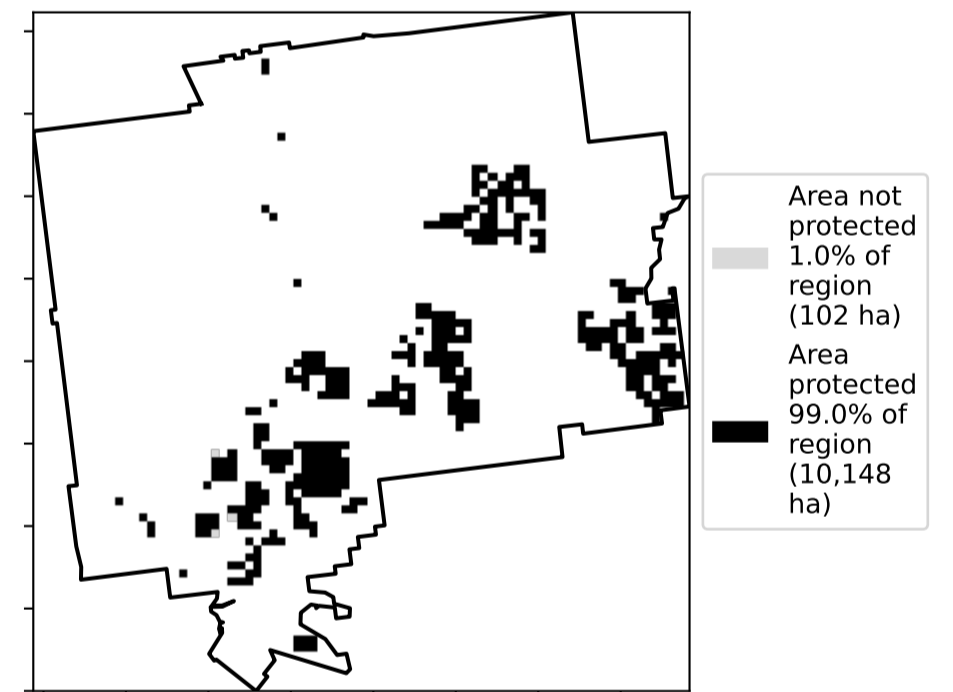 Area not
protected
1.0% of
region
(102 ha)
Area
protected
99.0% of
region
(10,148
ha)